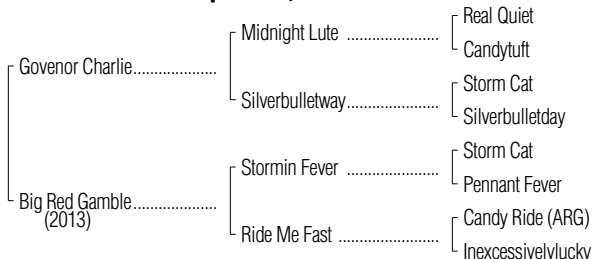 Real Quiet
Midnight Lute ....................
Candytuft
Govenor Charlie..................
Storm Cat
Silverbulletway....................
Silverbulletday
Storm Cat
Stormin Fever ....................
Pennant Fever
Big Red Gamble..................
(2013)
Candy Ride (ARG)
Ride Me Fast ......................
Inexcessivelylucky